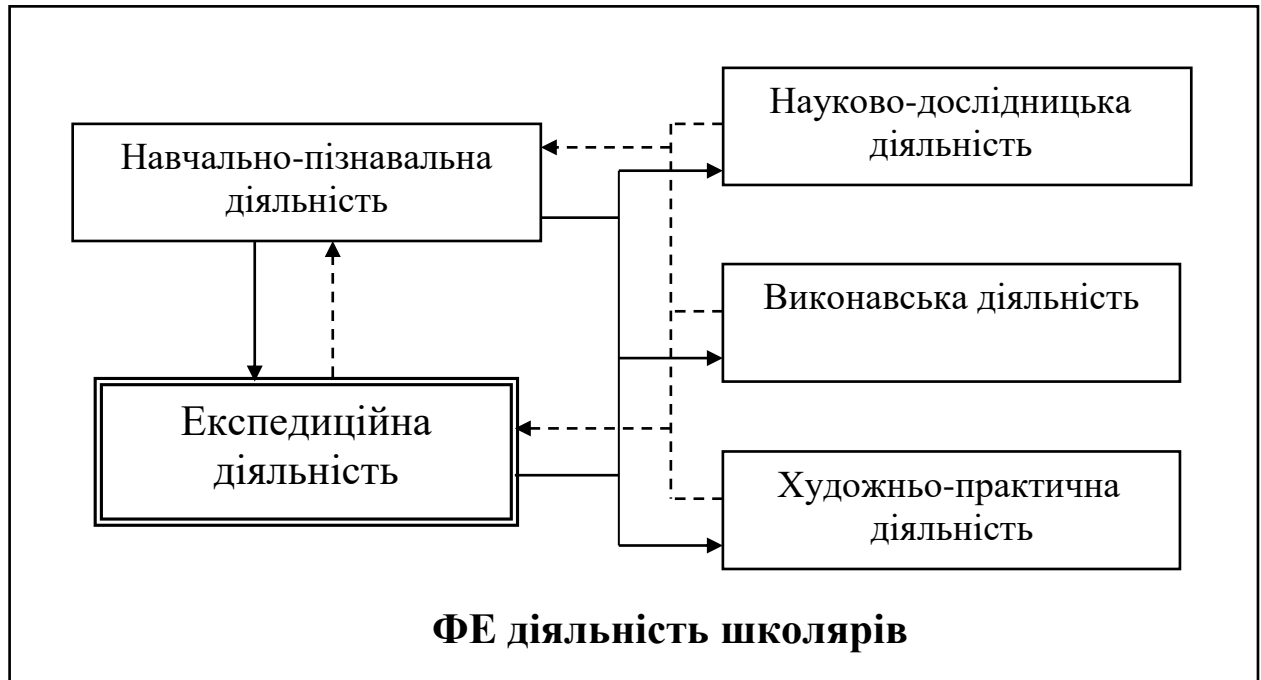 Науково-дослідницька
діяльність
Навчально-пізнавальна
діяльність
Виконавська діяльність
Експедиційна
діяльність
Художньо-практична
діяльність
ФЕ діяльність школярів